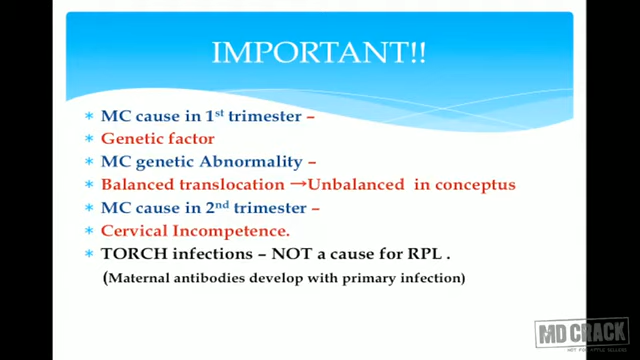 IMPORTANT!!
* MC cause in 1st trimester –
* Genetic factor
* MC genetic Abnormality –
* Balanced translocation →Unbalanced in conceptus
* MC cause in 2nd trimester –
* Cervical Incompetence.
* TORCH infections – NOT a cause for RPL .
(Maternal antibodies develop with primary infection)
MD CRACK